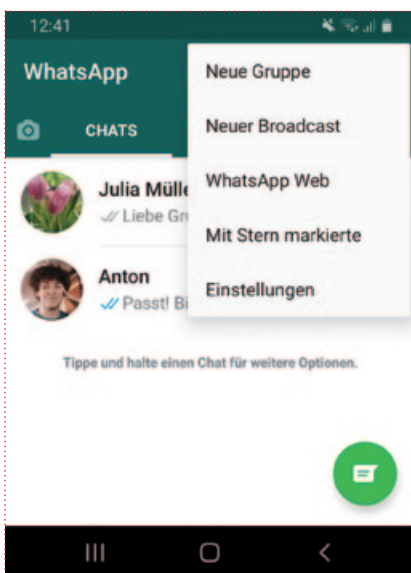 12:41
WhatsApp
CHATS
Neue Gruppe
Neuer Broadcast
WhatsApp Web
Mit Stern markierte
Einstellungen
Julia Mülle
Liebe Gr
Anton
Passt! Bi
Tippe und halte einen Chat für weitere Optionen.